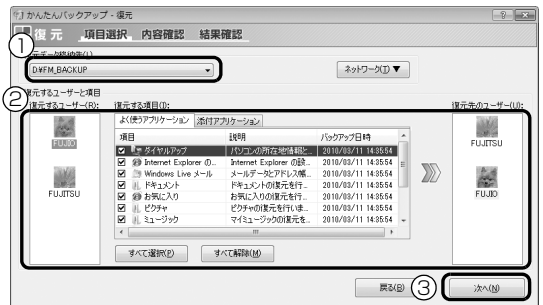 かんたんバックアップ・復元
復元 項目選択 内容確認 結果確認
①
復元データ格納先(L)
D¥FM_BACKUP
ネットワーク(I)▼
復元するユーザーと項目
②
復元するユーザー(R): 復元する項目(O): 復元先のユーザー(U):
よく使うアプリケーション 添付アプリケーション
項目 説明 バックアップ日時
ダイヤルアップ パソコンの所在地情報と... 2010/03/11 14:35:54
Internet Explorer の... Internet Explorer の設... 2010/03/11 14:35:54
Windows Live メール メールデータとアドレス帳... 2010/03/11 14:35:54
ドキュメント ドキュメントの復元を行... 2010/03/11 14:35:54
お気に入り お気に入りの復元を行... 2010/03/11 14:35:54
ピクチャ ピクチャの復元を行いま... 2010/03/11 14:35:54
ミュージック マイミュージックの復元を... 2010/03/11 14:35:54
FUJIO
FUJITSU
FUJITSU
FUJIO
すべて選択(P) すべて解除(M)
戻る(B) ③ 次へ(N)